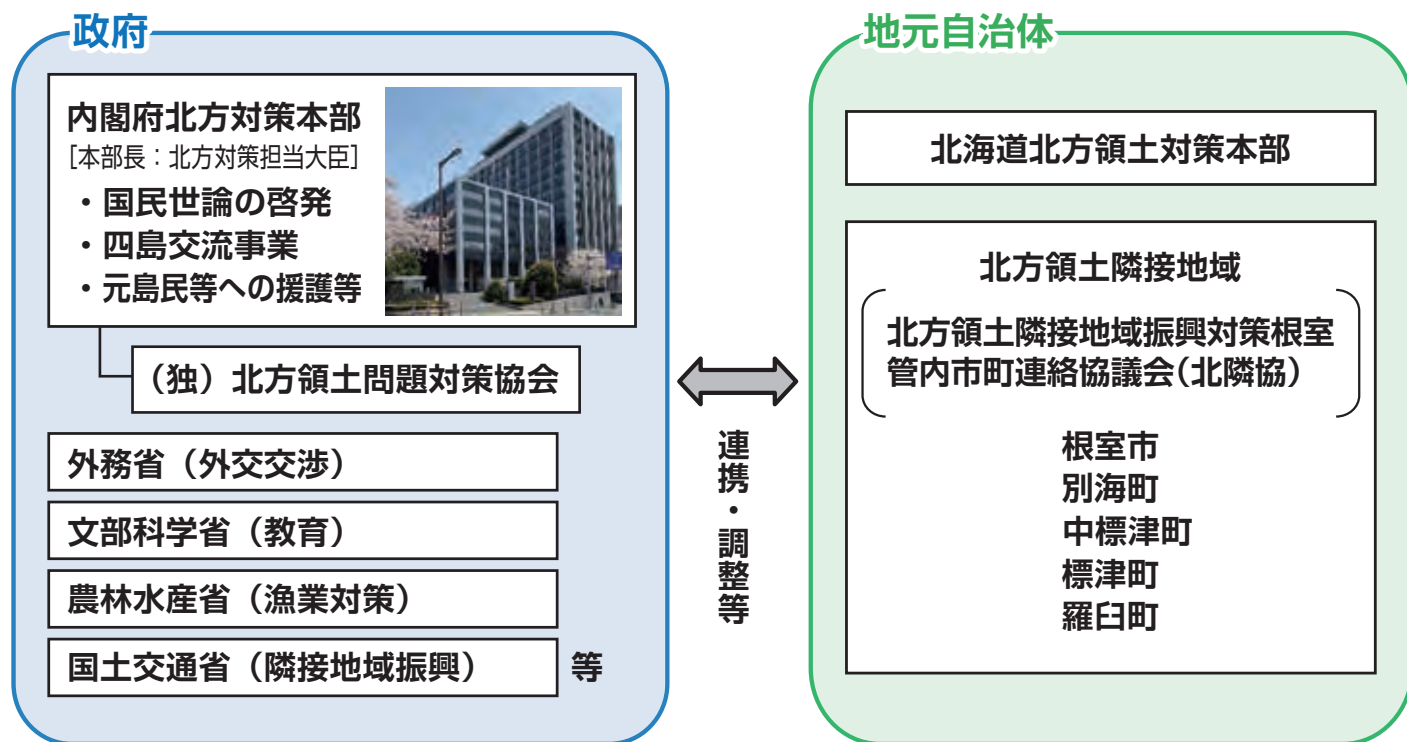 政府
内閣府北方対策本部
[本部長：北方対策担当大臣]
・国民世論の啓発
・四島交流事業
・元島民等への援護等
（独）北方領土問題対策協会
外務省（外交交渉）
文部科学省（教育）
農林水産省（漁業対策）
国土交通省（隣接地域振興） 等
連携・調整等
地元自治体
北海道北方領土対策本部
北方領土隣接地域
北方領土隣接地域振興対策根室
管内市町連絡協議会（北隣協）
根室市
別海町
中標津町
標津町
羅臼町